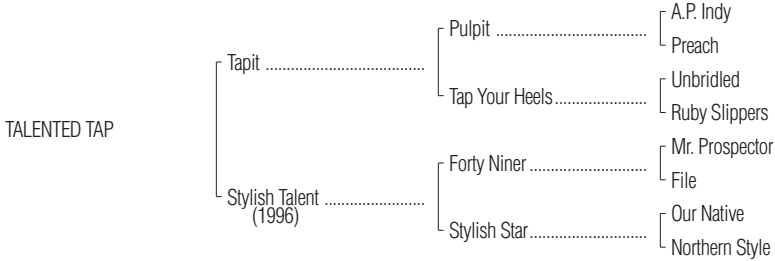 A.P. Indy
Pulpit ....................................
Preach
Tapit ......................................
Unbridled
Tap Your Heels......................
Ruby Slippers
TALENTED TAP
Mr. Prospector
Forty Niner ............................
File
Stylish Talent ........................
(1996)
Our Native
Stylish Star............................
Northern Style